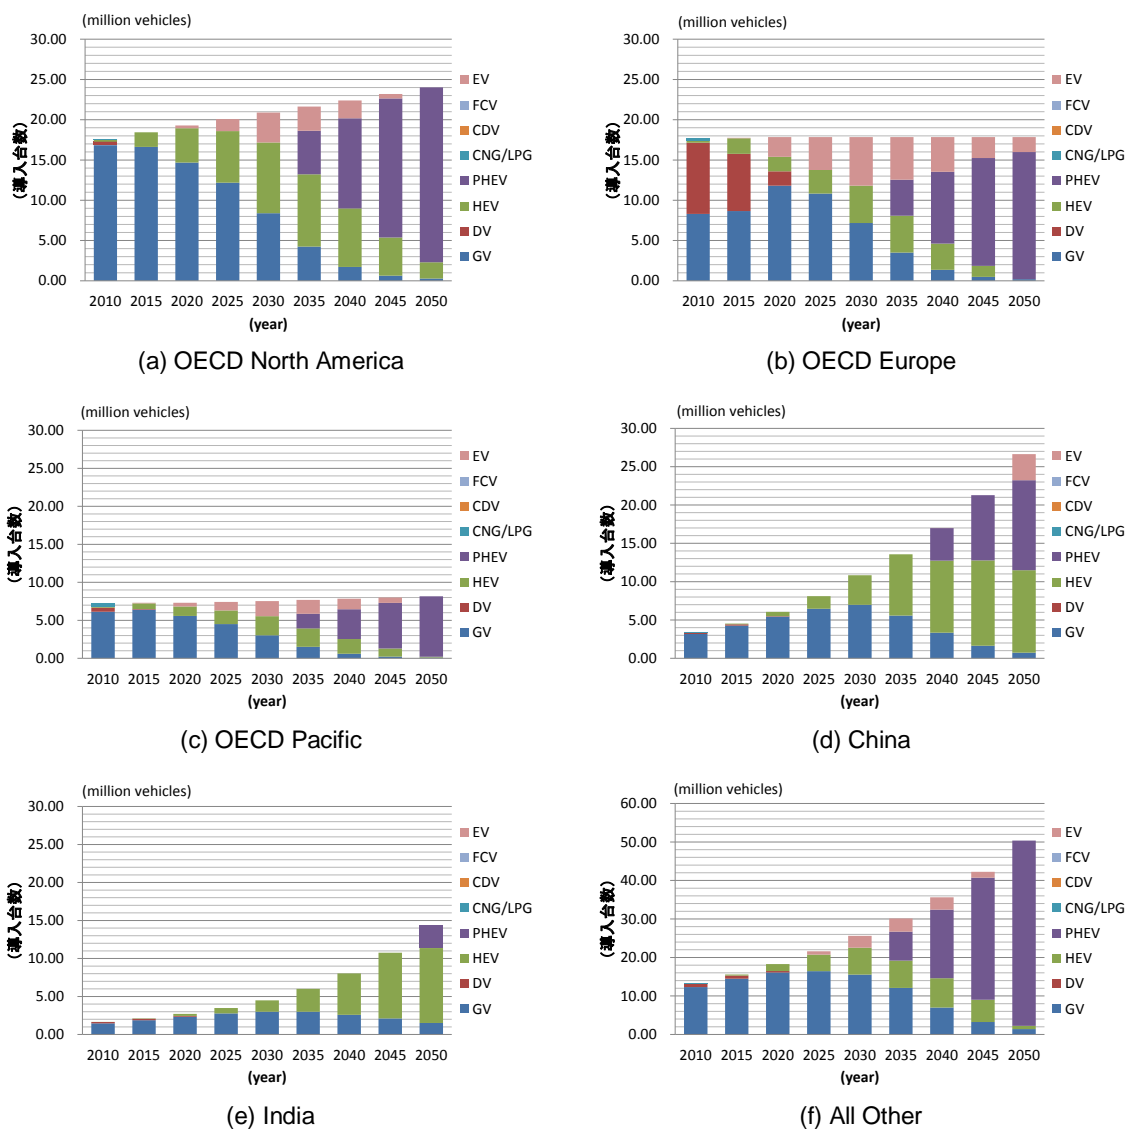 (million vehicles)
30.00
25.00
20.00
15.00
10.00
5.00
0.00
(導入台数)
2010 2015 2020 2025 2030 2035 2040 2045 2050
(year)
EV
FCV
CDV
CNG/LPG
PHEV
HEV
DV
GV
(a) OECD North America
(million vehicles)
30.00
25.00
20.00
15.00
10.00
5.00
0.00
(導入台数)
2010 2015 2020 2025 2030 2035 2040 2045 2050
(year)
EV
FCV
CDV
CNG/LPG
PHEV
HEV
DV
GV
(b) OECD Europe
(million vehicles)
30.00
25.00
20.00
15.00
10.00
5.00
0.00
(導入台数)
2010 2015 2020 2025 2030 2035 2040 2045 2050
(year)
EV
FCV
CDV
CNG/LPG
PHEV
HEV
DV
GV
(c) OECD Pacific
(million vehicles)
30.00
25.00
20.00
15.00
10.00
5.00
0.00
(導入台数)
2010 2015 2020 2025 2030 2035 2040 2045 2050
(year)
EV
FCV
CDV
CNG/LPG
PHEV
HEV
DV
GV
(d) China
(million vehicles)
30.00
25.00
20.00
15.00
10.00
5.00
0.00
(導入台数)
2010 2015 2020 2025 2030 2035 2040 2045 2050
(year)
EV
FCV
CDV
CNG/LPG
PHEV
HEV
DV
GV
(e) India
(million vehicles)
60.00
50.00
40.00
30.00
20.00
10.00
0.00
(導入台数)
2010 2015 2020 2025 2030 2035 2040 2045 2050
(year)
EV
FCV
CDV
CNG/LPG
PHEV
HEV
DV
GV
(f) All Other